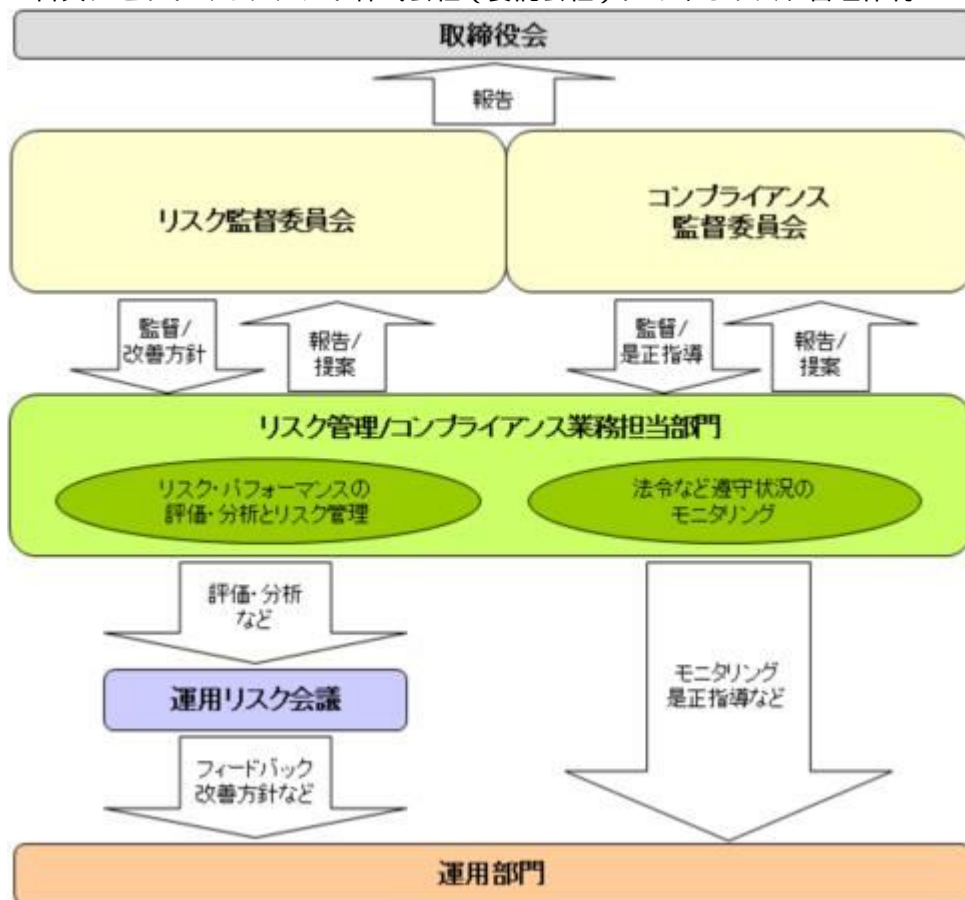 取締役会
報告
リスク監督委員会
コンプライアンス
監督委員会
監督/
改善方針
報告/
提案
監督/
是正指導
報告/
提案
リスク管理/コンプライアンス業務担当部門
リスク・パフォーマンスの
評価・分析とリスク管理
法令など遵守状況の
モニタリング
評価・分析
など
運用リスク会議
モニタリング
是正指導など
フィードバック
改善方針など
運用部門